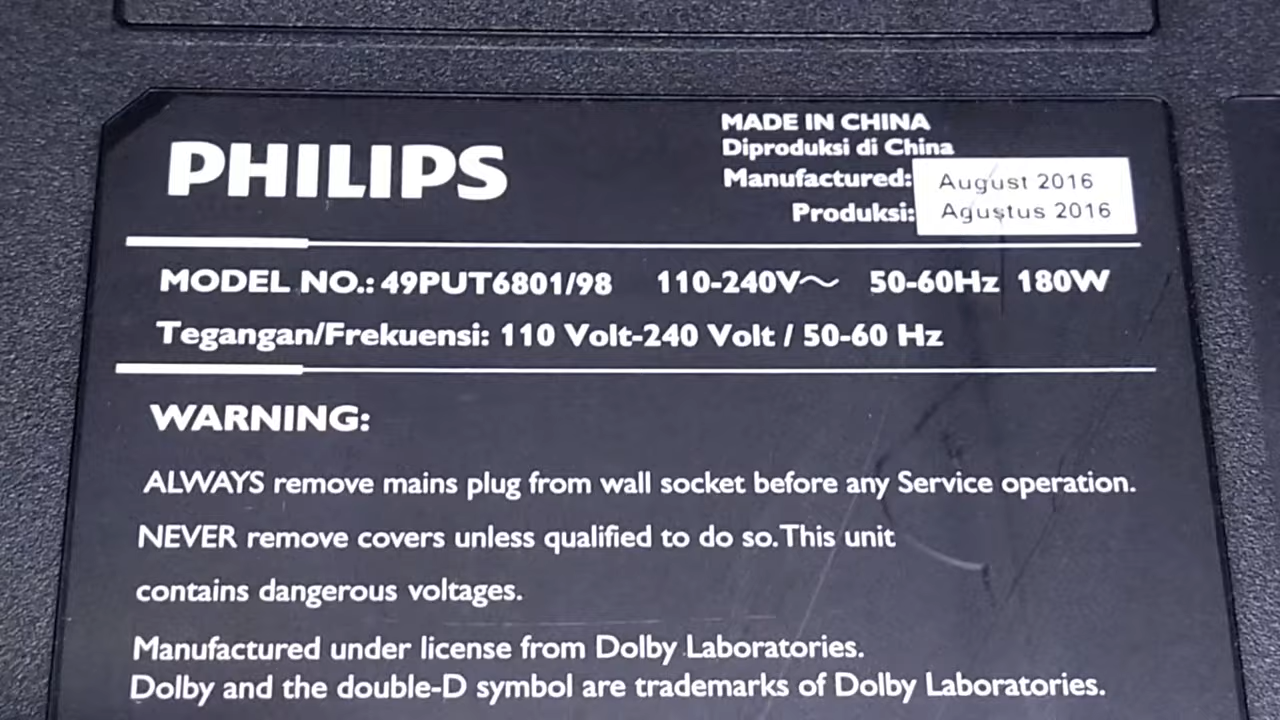 PHILIPS
MADE IN CHINA
Diproduksi di China
Manufactured: August 2016
Produksi: Agustus 2016
MODEL NO.: 49PUT6801/98 110-240V～ 50-60Hz 180W
Tegangan/Frekuensi: 110 Volt-240 Volt / 50-60 Hz
WARNING:
ALWAYS remove mains plug from wall socket before any Service operation.
NEVER remove covers unless qualified to do so. This unit
contains dangerous voltages.
Manufactured under license from Dolby Laboratories.
Dolby and the double-D symbol are trademarks of Dolby Laboratories.